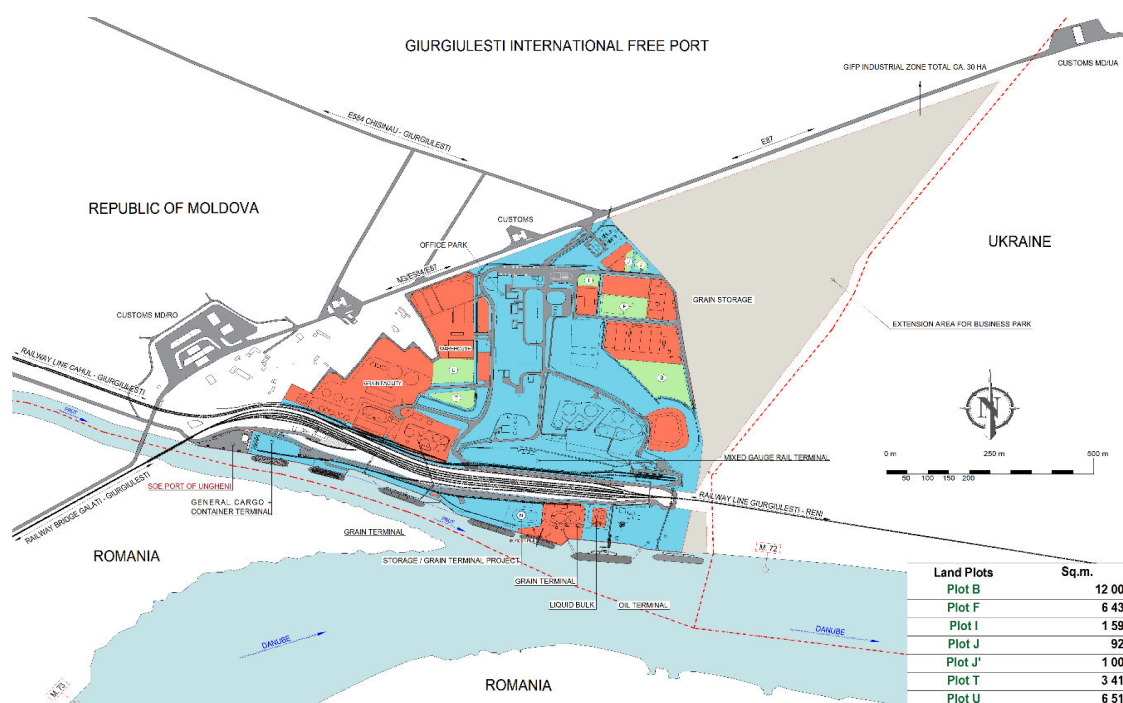 GIURGIULESTI INTERNATIONAL FREE PORT
CUSTOMS MD/UA
GIFP INDUSTRIAL ZONE TOTAL CA. 30 HA
E584 CHISINAU - GIURGIULESTI
E87
REPUBLIC OF MOLDOVA
CUSTOMS
OFFICE PARK
UKRAINE
GRAIN STORAGE
CUSTOMS MD/RO
EXTENSION AREA FOR BUSINESS PARK
WAREHOUSE
RAILWAY LINE CAHUL - GIURGIULESTI
GRAIN FACILITY
U
T
F
N
PRUT
0 m 250 m 500 m
50 100 150 200
MIXED GAUGE RAIL TERMINAL
SOE PORT OF UNGHENI
GENERAL CARGO
CONTAINER TERMINAL
RAILWAY LINE GIURGIULESTI - RENI
RAILWAY BRIDGE GALATI - GIURGIULESTI
PRUT
GRAIN TERMINAL
ROMANIA
STORAGE / GRAIN TERMINAL PROJECT
M. 72
GRAIN TERMINAL
LIQUID BULK
OIL TERMINAL
DANUBE
DANUBE
ROMANIA
M. 73
Land Plots Sq.m.
Plot B 12 00
Plot F 6 43
Plot I 1 59
Plot J 92
Plot J' 1 00
Plot T 3 41
Plot U 6 51